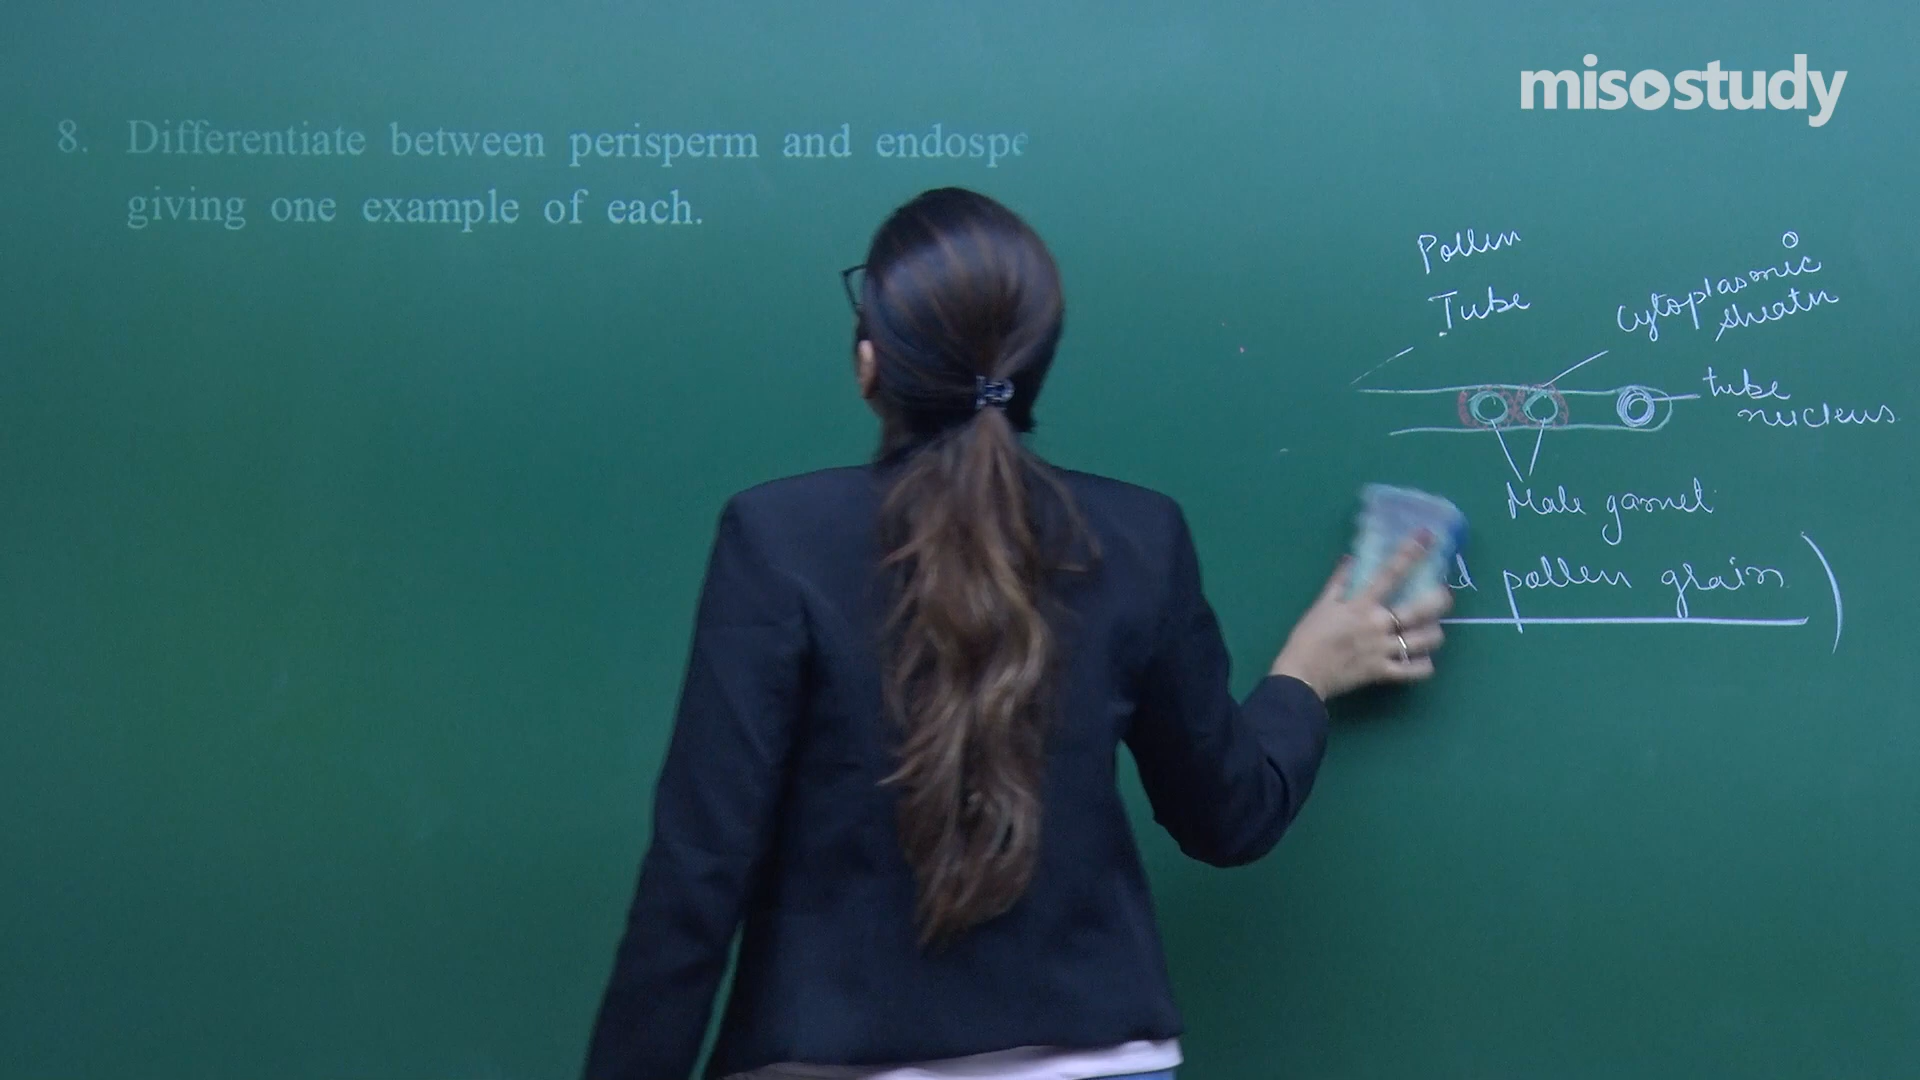 misostudy
8. Differentiate between perisperm and endospe
giving one example of each.
Pollen
Tube
Cytoplasmic
sheath
tube
nucleus
Male gamet
d pollen grain